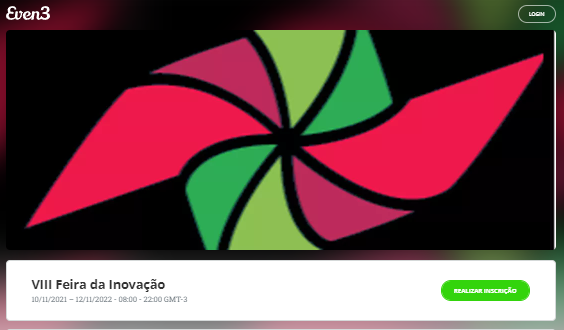 Even3
LOGIN
VIII Feira da Inovação
10/11/2021 – 12/11/2022 - 08:00 - 22:00 GMT-3
REALIZAR INSCRIÇÃO